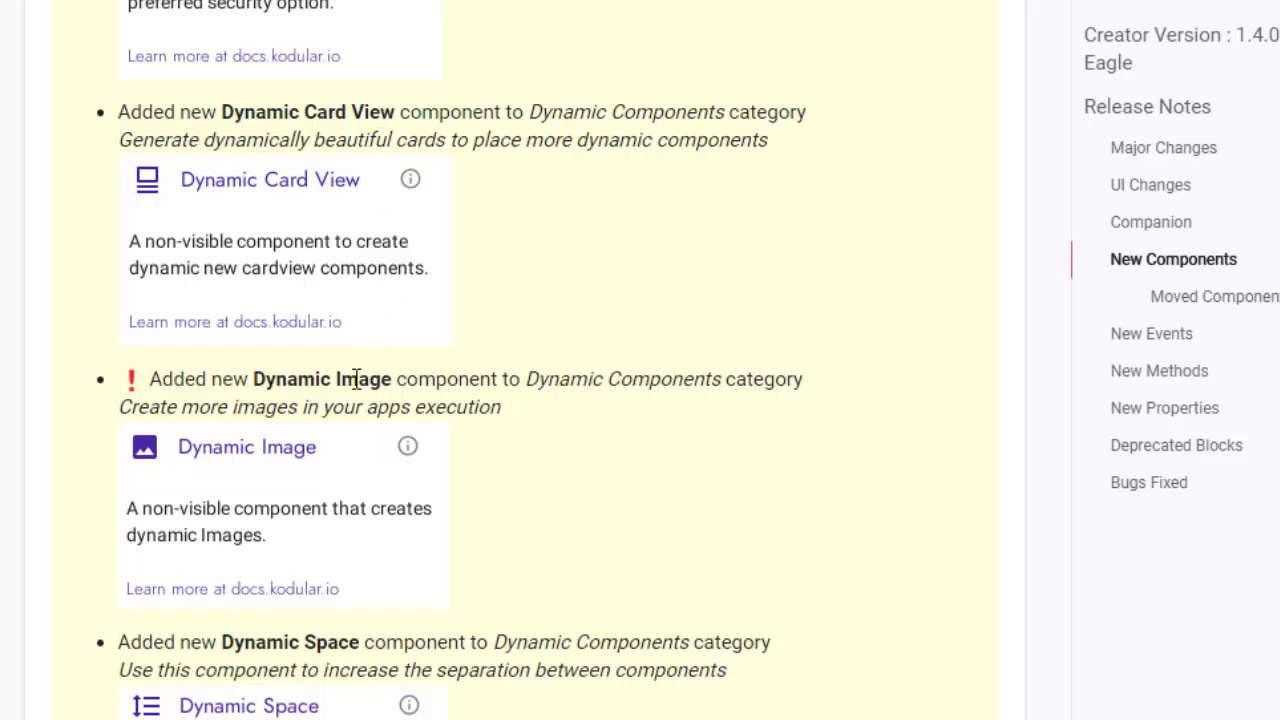 preferred security option.
Learn more at docs.kodular.io
Added new Dynamic Card View component to Dynamic Components category
Generate dynamically beautiful cards to place more dynamic components
Dynamic Card View
A non-visible component to create
dynamic new cardview components.
Learn more at docs.kodular.io
❗ Added new Dynamic Image component to Dynamic Components category
Create more images in your apps execution
Dynamic Image
A non-visible component that creates
dynamic Images.
Learn more at docs.kodular.io
Added new Dynamic Space component to Dynamic Components category
Use this component to increase the separation between components
Dynamic Space
Creator Version : 1.4.0
Eagle
Release Notes
Major Changes
UI Changes
Companion
New Components
Moved Componen
New Events
New Methods
New Properties
Deprecated Blocks
Bugs Fixed